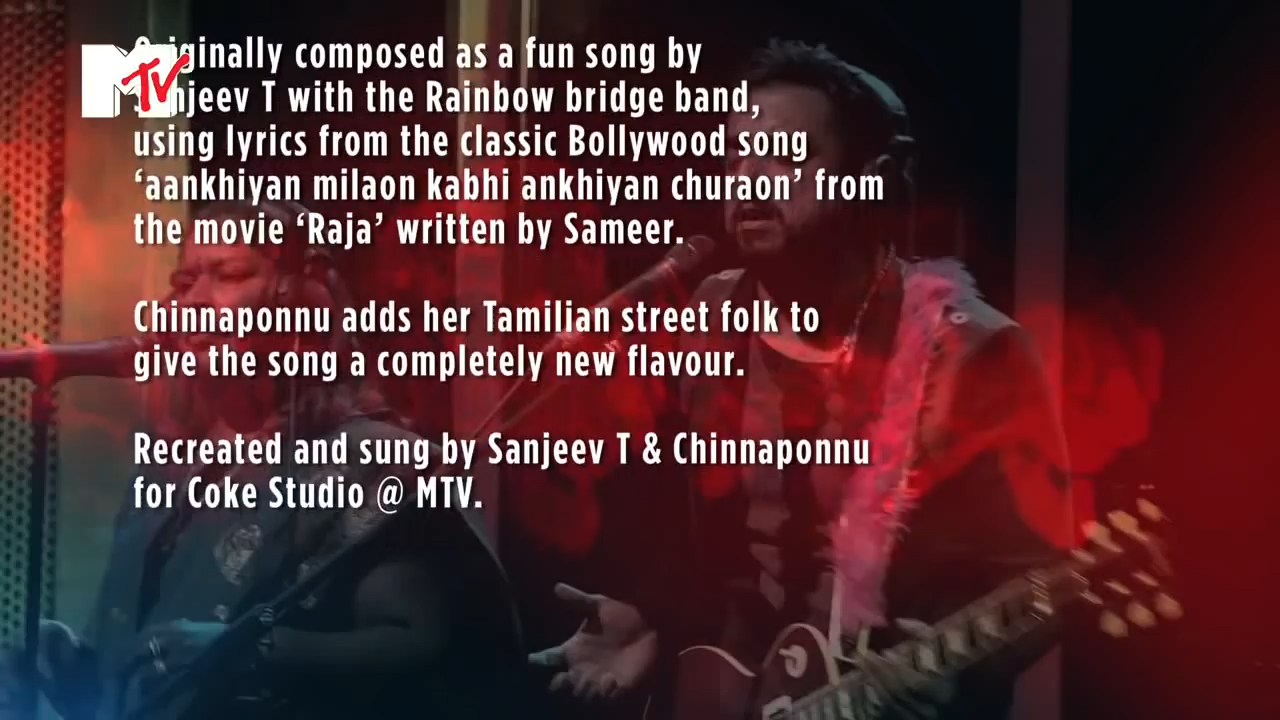 MTV
Originally composed as a fun song by
Sanjeev T with the Rainbow bridge band,
using lyrics from the classic Bollywood song
‘aankhiyan milaon kabhi ankhiyan churaon’ from
the movie ‘Raja’ written by Sameer.
Chinnaponnu adds her Tamilian street folk to
give the song a completely new flavour.
Recreated and sung by Sanjeev T & Chinnaponnu
for Coke Studio @ MTV.